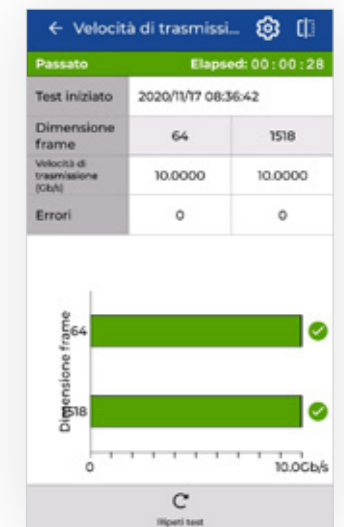 Velocità di trasmissi...
Passato Elapsed: 00:00:28
Test iniziato 2020/11/17 08:36:42
Dimensione frame 64 1518
Velocità di trasmissione (Gb/s) 10.0000 10.0000
Errori 0 0
Dimensione frame
64
1518
0 10.0Gb/s
Ripeti test